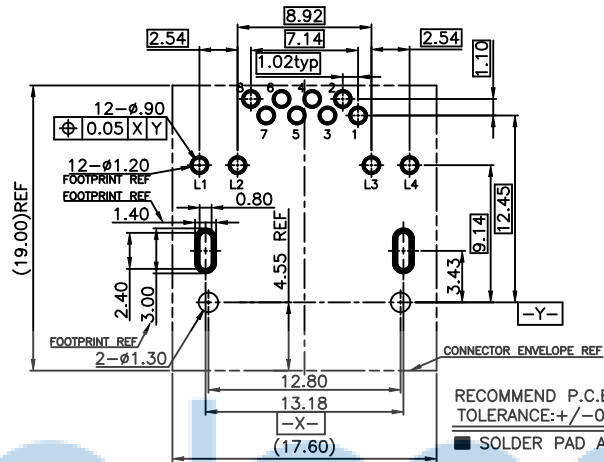 8.92
2.54
7.14
2.54
1.02typ
1.10
8 6 4 2
12-ø.90
⌖ 0.05 X Y
7 5 3 1
12-ø1.20
FOOTPRINT REF
L1 L2 L3 L4
FOOTPRINT REF
0.80
1.40
(19.00)REF
4.55 REF
9.14
12.45
2.40
3.00
3.43
-Y-
FOOTPRINT REF
2-ø1.30
CONNECTOR ENVELOPE REF
12.80
13.18
-X-
(17.60)
RECOMMEND P.C.
TOLERANCE:+/-0
SOLDER PAD A